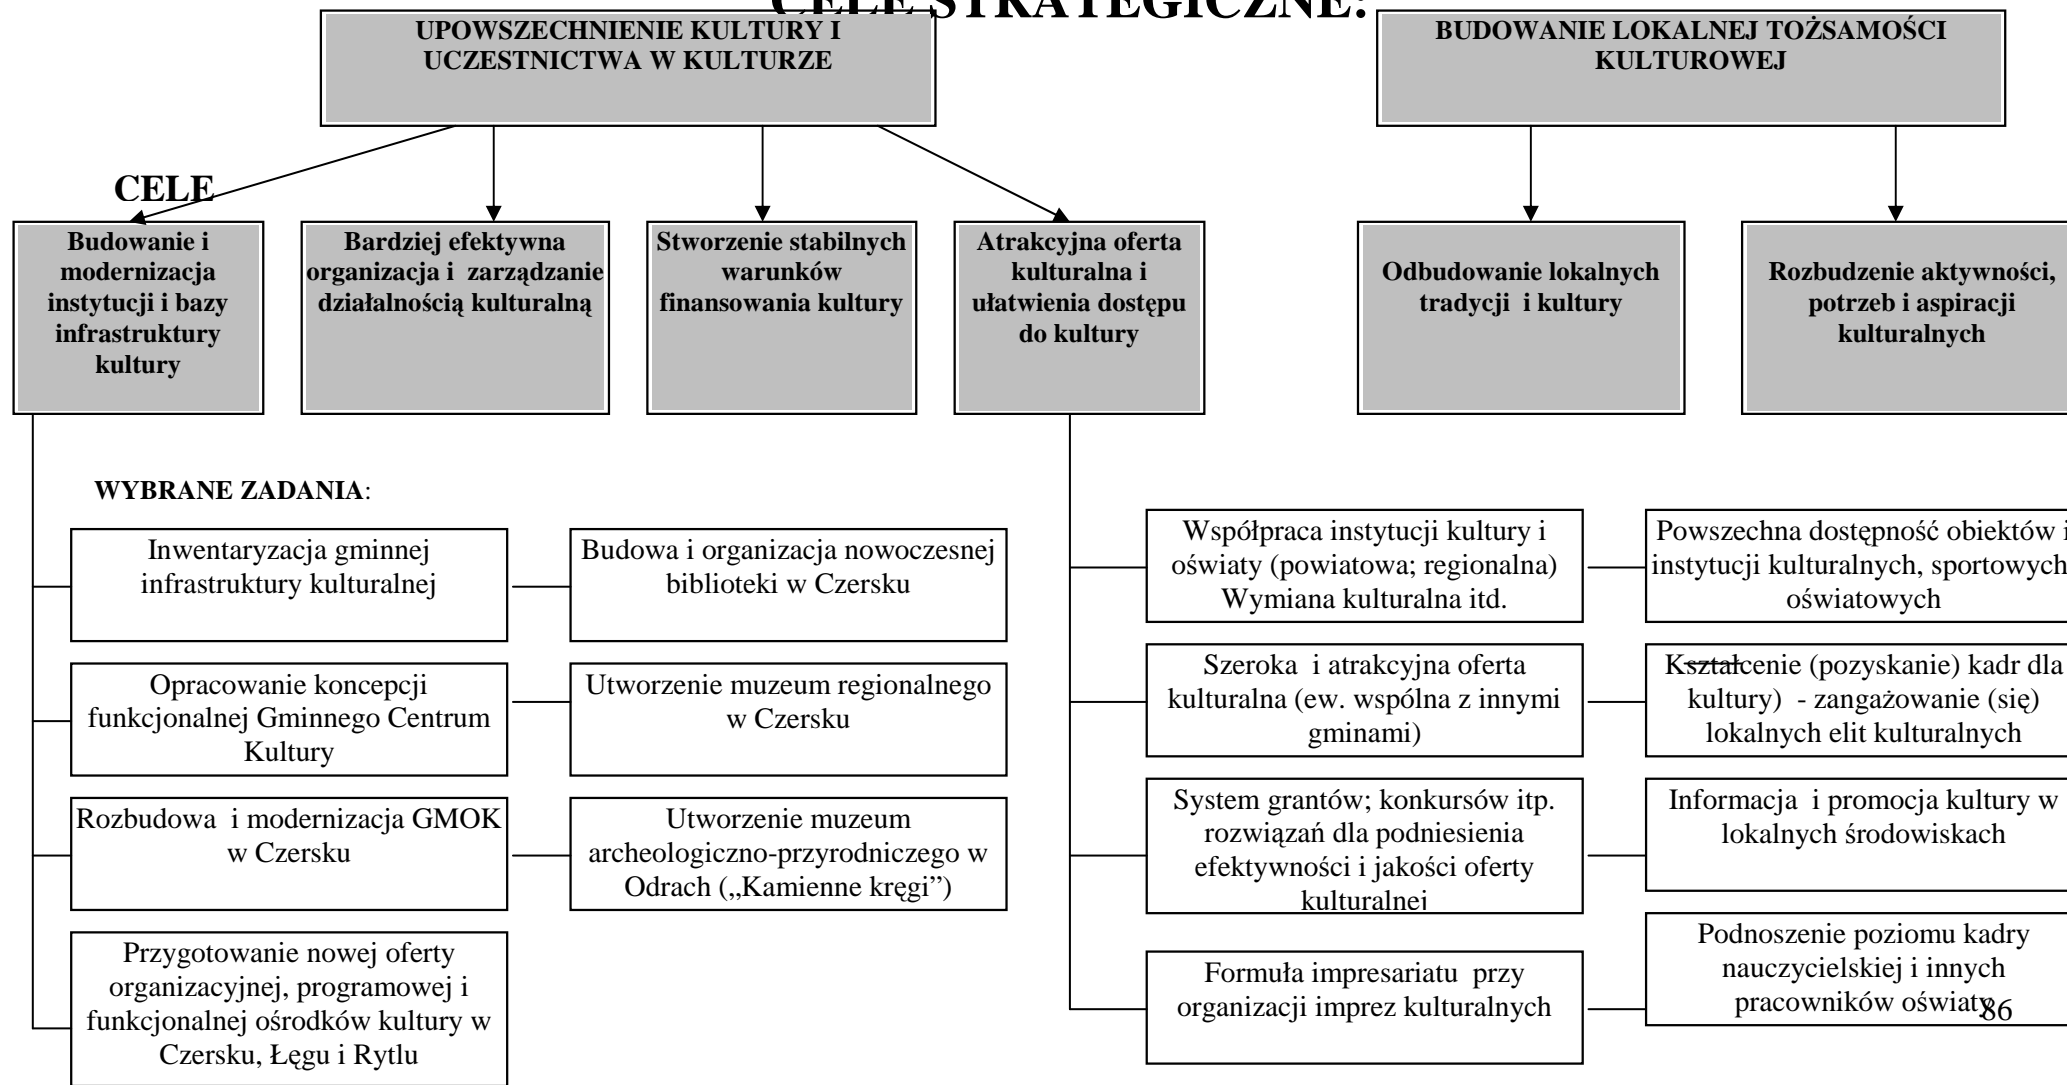 CELE STRATEGICZNE:
UPOWSZECHNIENIE KULTURY I
UCZESTNICTWA W KULTURZE
BUDOWANIE LOKALNEJ TOŻSAMOŚCI
KULTUROWEJ
CELE
Budowanie i
modernizacja
instytucji i bazy
infrastruktury
kultury
Bardziej efektywna
organizacja i zarządzanie
działalnością kulturalną
Stworzenie stabilnych
warunków
finansowania kultury
Atrakcyjna oferta
kulturalna i
ułatwienia dostępu
do kultury
Odbudowanie lokalnych
tradycji i kultury
Rozbudzenie aktywności,
potrzeb i aspiracji
kulturalnych
WYBRANE ZADANIA:
Inwentaryzacja gminnej
infrastruktury kulturalnej
Budowa i organizacja nowoczesnej
biblioteki w Czersku
Opracowanie koncepcji
funkcjonalnej Gminnego Centrum
Kultury
Utworzenie muzeum regionalnego
w Czersku
Rozbudowa i modernizacja GMOK
w Czersku
Utworzenie muzeum
archeologiczno-przyrodniczego w
Odrach („Kamienne kręgi”)
Przygotowanie nowej oferty
organizacyjnej, programowej i
funkcjonalnej ośrodków kultury w
Czersku, Łęgu i Rytlu
Współpraca instytucji kultury i
oświaty (powiatowa; regionalna)
Wymiana kulturalna itd.
Powszechna dostępność obiektów i
instytucji kulturalnych, sportowych
oświatowych
Szeroka i atrakcyjna oferta
kulturalna (ew. wspólna z innymi
gminami)
Kształcenie (pozyskanie) kadr dla
kultury) - zangażowanie (się)
lokalnych elit kulturalnych
System grantów; konkursów itp.
rozwiązań dla podniesienia
efektywności i jakości oferty
kulturalnej
Informacja i promocja kultury w
lokalnych środowiskach
Formuła impresariatu przy
organizacji imprez kulturalnych
Podnoszenie poziomu kadry
nauczycielskiej i innych
pracowników oświaty
86